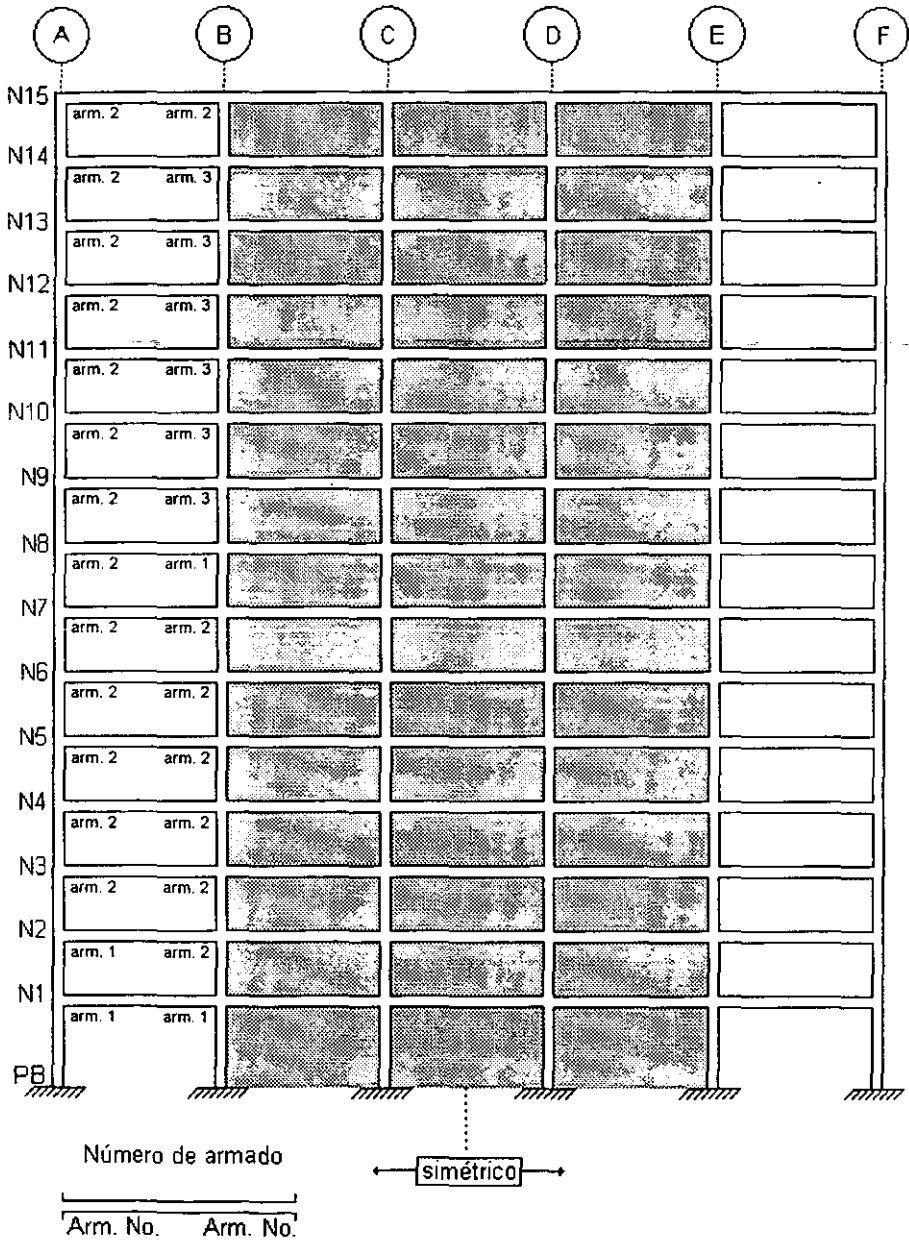 A B C D E F
N15
arm. 2 arm. 2
N14
arm. 2 arm. 3
N13
arm. 2 arm. 3
N12
arm. 2 arm. 3
N11
arm. 2 arm. 3
N10
arm. 2 arm. 3
N9
arm. 2 arm. 3
N8
arm. 2 arm. 1
N7
arm. 2 arm. 2
N6
arm. 2 arm. 2
N5
arm. 2 arm. 2
N4
arm. 2 arm. 2
N3
arm. 2 arm. 2
N2
arm. 1 arm. 2
N1
arm. 1 arm. 1
PB
Número de armado
simétrico
Arm. No. Arm. No.